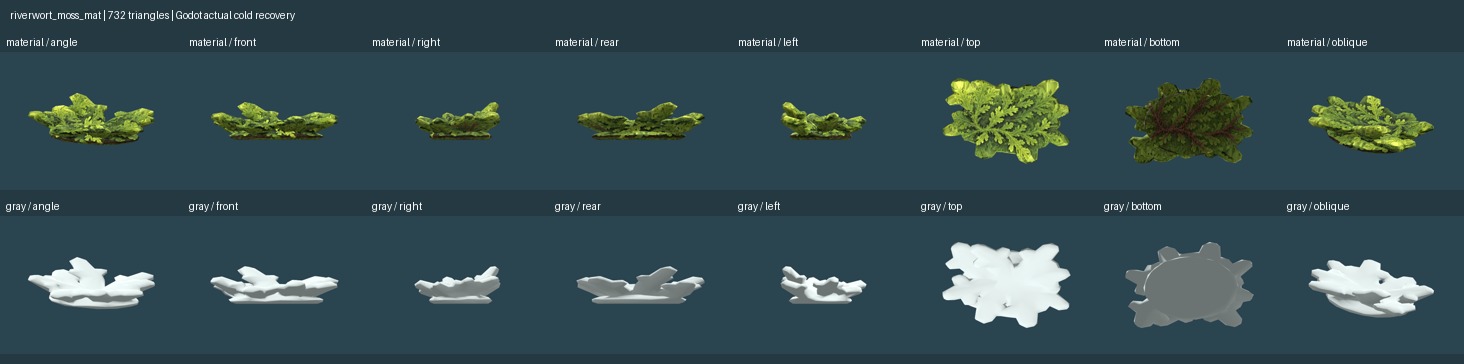 riverwort_moss_mat | 732 triangles | Godot actual cold recovery
material / angle material / front material / right material / rear material / left material / top material / bottom material / oblique
gray / angle gray / front gray / right gray / rear gray / left gray / top gray / bottom gray / oblique